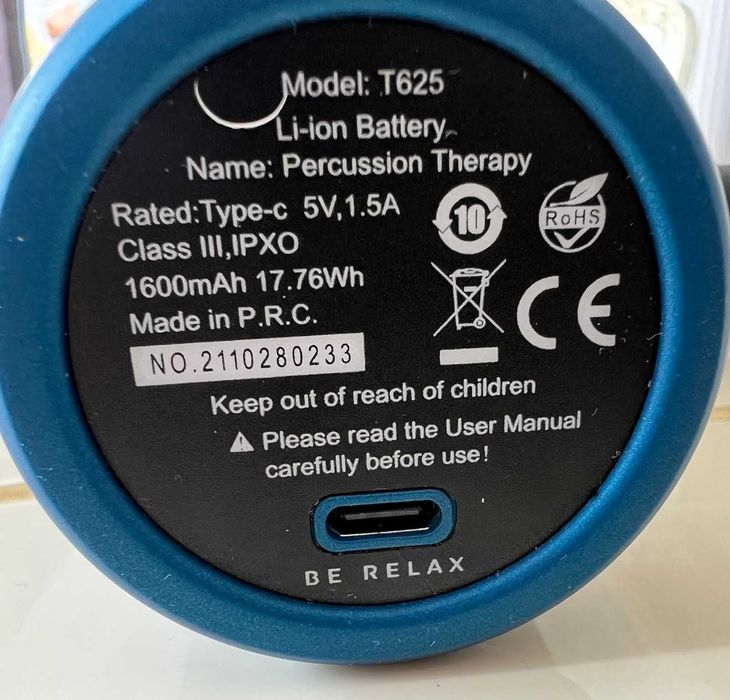 Model: T625
Li-ion Battery
Name: Percussion Therapy
Rated:Type-c 5V,1.5A
Class III,IPXO
1600mAh 17.76Wh
Made in P.R.C.
NO.2110280233
10
RoHS
CE
Keep out of reach of children
Please read the User Manual
carefully before use!
BE RELAX